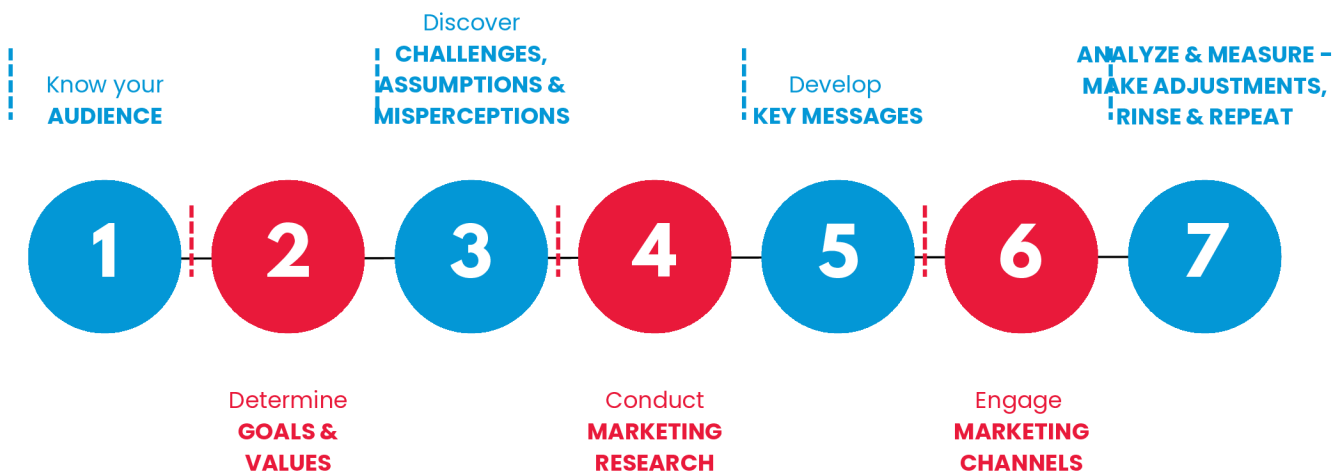 Know your
AUDIENCE
Discover
CHALLENGES,
ASSUMPTIONS &
MISPERCEPTIONS
Develop
KEY MESSAGES
ANALYZE & MEASURE –
MAKE ADJUSTMENTS,
RINSE & REPEAT
1
2
3
4
5
6
7
Determine
GOALS &
VALUES
Conduct
MARKETING
RESEARCH
Engage
MARKETING
CHANNELS